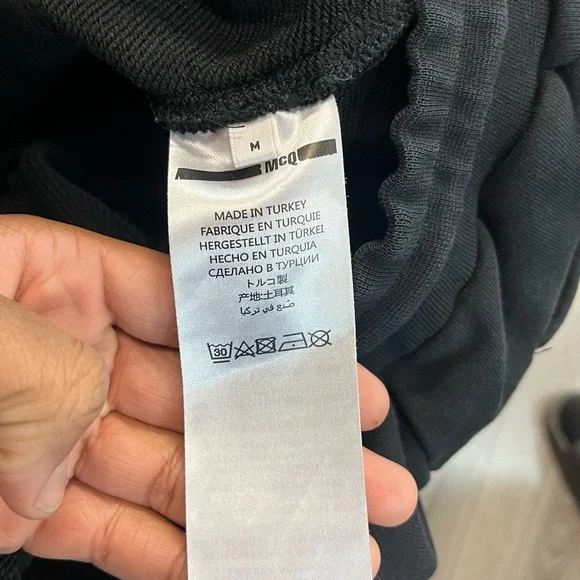 M
McQ
MADE IN TURKEY
FABRIQUE EN TURQUIE
HERGESTELLT IN TÜRKEI
HECHO EN TURQUIA
СДЕЛАНО В ТУРЦИИ
トルコ製
产地:土耳其
صنع في تركيا
30